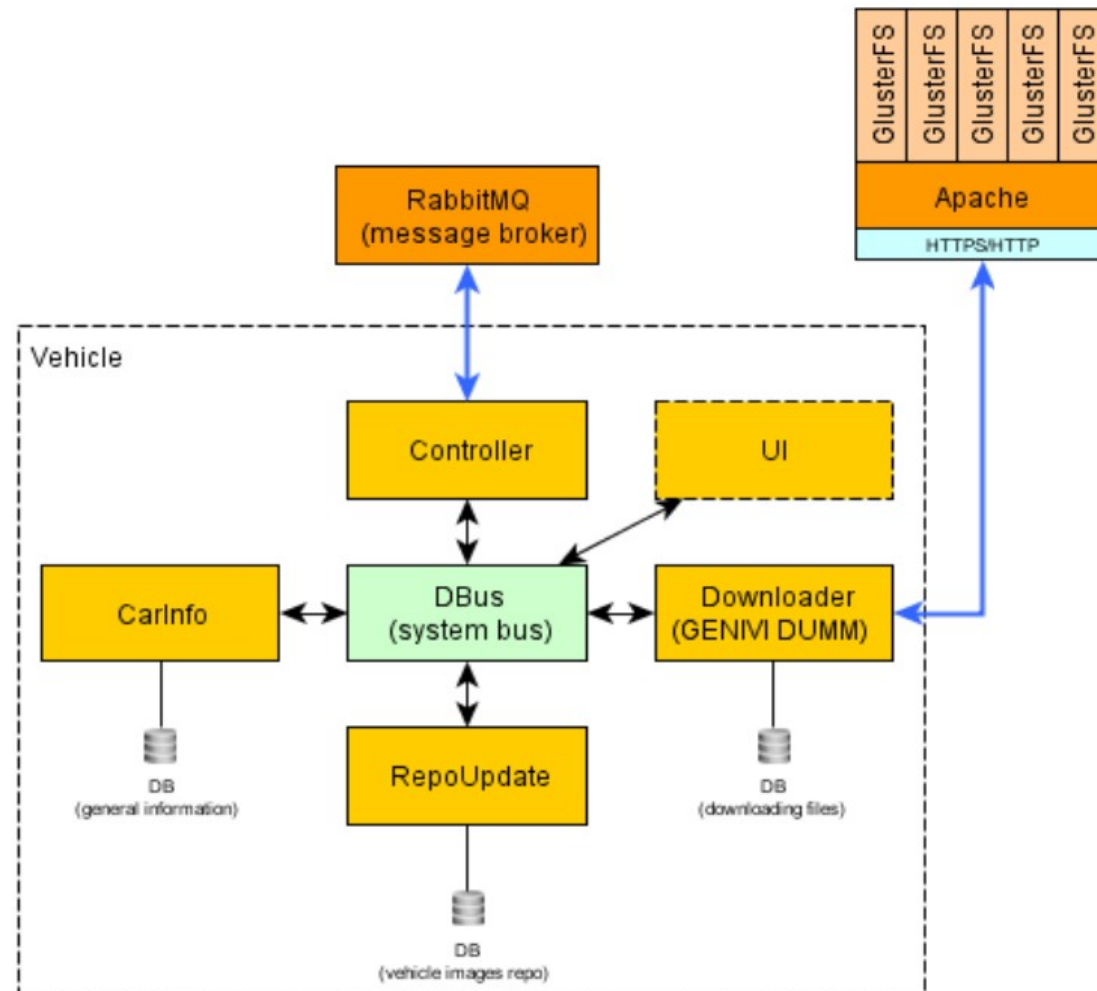 GlusterFS
GlusterFS
GlusterFS
GlusterFS
GlusterFS
Apache
HTTPS/HTTP
RabbitMQ
(message broker)
Vehicle
Controller
UI
CarInfo
DBus
(system bus)
Downloader
(GENIVI DUMM)
RepoUpdate
DB
(general information)
DB
(downloading files)
DB
(vehicle images repo)